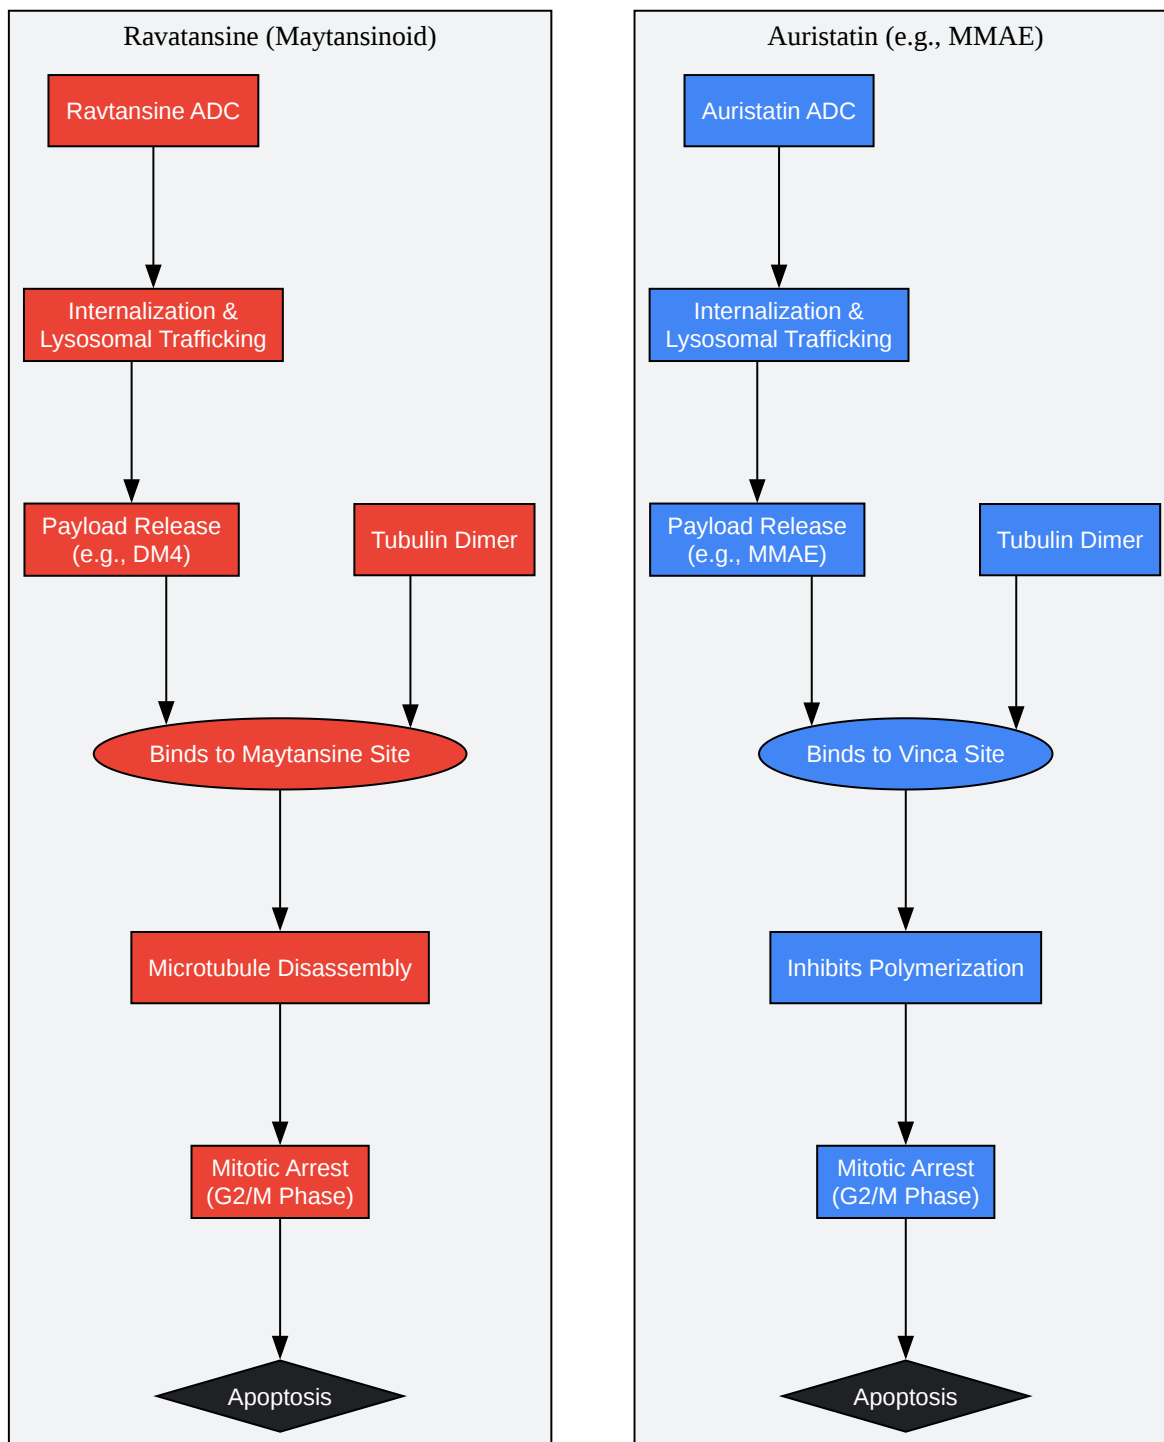 Ravatansine (Maytansinoid)
Ravtansine ADC
Internalization &
Lysosomal Trafficking
Payload Release
(e.g., DM4)
Tubulin Dimer
Binds to Maytansine Site
Microtubule Disassembly
Mitotic Arrest
(G2/M Phase)
Apoptosis
Auristatin (e.g., MMAE)
Auristatin ADC
Internalization &
Lysosomal Trafficking
Payload Release
(e.g., MMAE)
Tubulin Dimer
Binds to Vinca Site
Inhibits Polymerization
Mitotic Arrest
(G2/M Phase)
Apoptosis